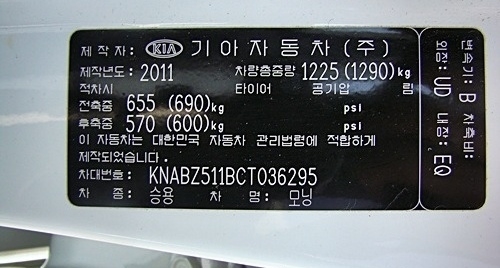 제 작 자: KIA 기아자동차(주)
제작년도: 2011 차량총중량 1225 (1290)kg
적차시 타이어 공기압 림
전축중 655 (690)kg psi
후축중 570 (600)kg psi
이 자동차는 대한민국 자동차 관리법령에 적합하게
제작되었습니다.
차대번호: KNABZ511BCT036295
차 종: 승용 차 명: 모닝
변속기: B 차축비:
외장: UD 내장: EQ